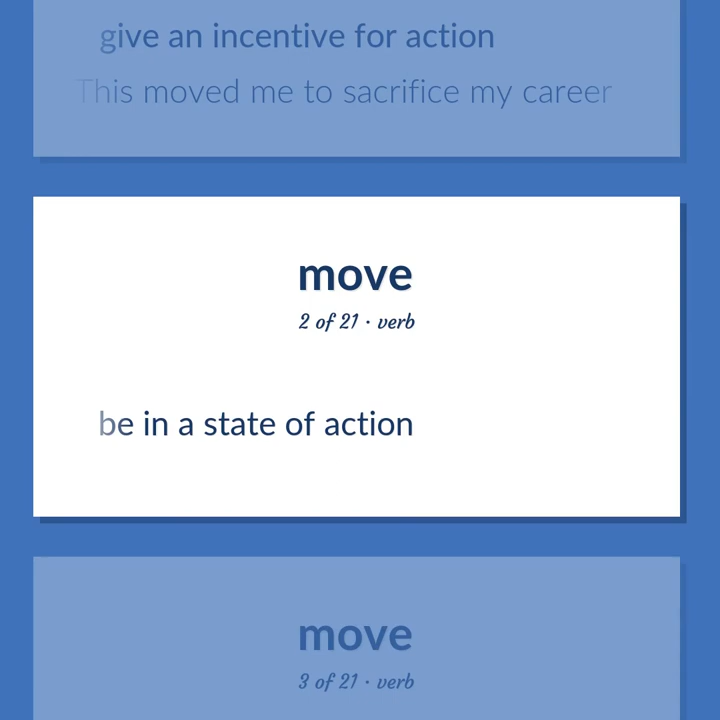 give an incentive for action
This moved me to sacrifice my career
move
2 of 21 · verb
be in a state of action
move
3 of 21 · verb